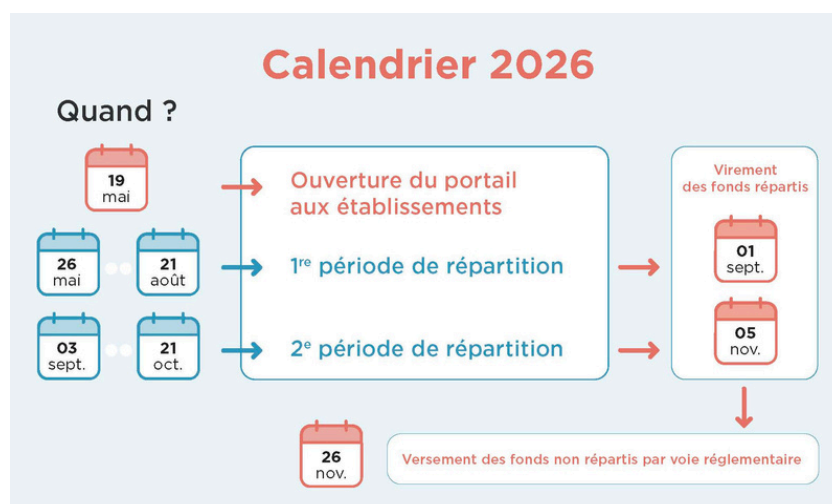 Calendrier 2026
Quand ?
19
mai
Ouverture du portail
aux établissements
26
mai
21
août
1re période de répartition
03
sept.
21
oct.
2e période de répartition
Virement
des fonds répartis
01
sept.
05
nov.
26
nov.
Versement des fonds non répartis par voie réglementaire